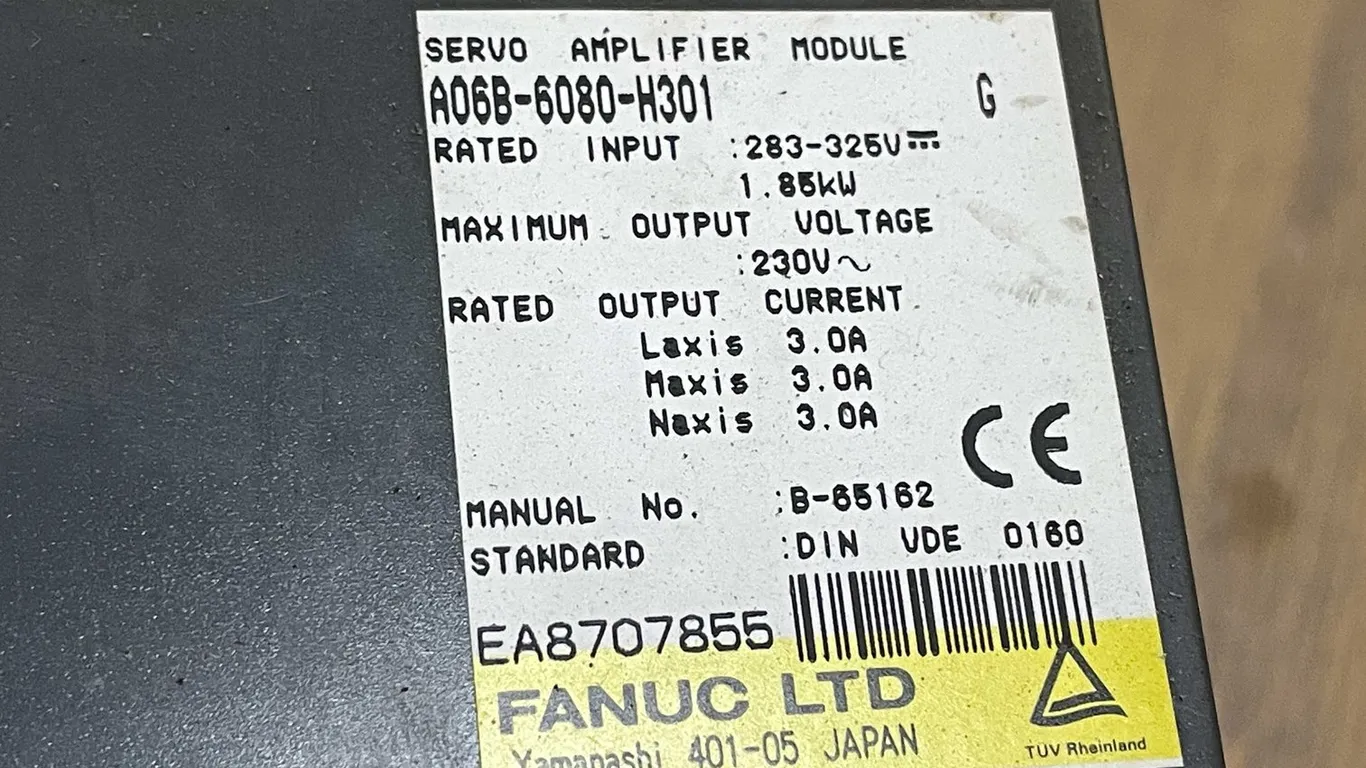 SERVO AMPLIFIER MODULE
A06B-6080-H301 G
RATED INPUT :283-325V⎓
1.85kW
MAXIMUM OUTPUT VOLTAGE
:230V~
RATED OUTPUT CURRENT
Laxis 3.0A
Maxis 3.0A
Naxis 3.0A
CE
MANUAL No. :B-65162
STANDARD :DIN VDE 0160
EA8707855
FANUC LTD
Yamanashi 401-05 JAPAN
TUV Rheinland